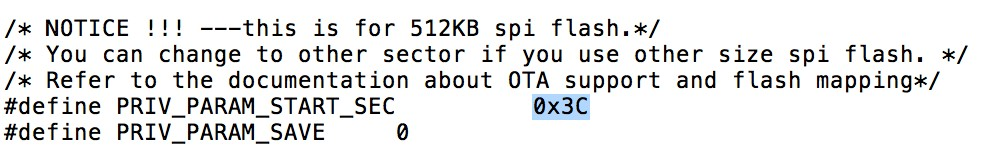 /* NOTICE !!! ---this is for 512KB spi flash.*/
/* You can change to other sector if you use other size spi flash. */
/* Refer to the documentation about OTA support and flash mapping*/
#define PRIV_PARAM_START_SEC 0x3C
#define PRIV_PARAM_SAVE 0